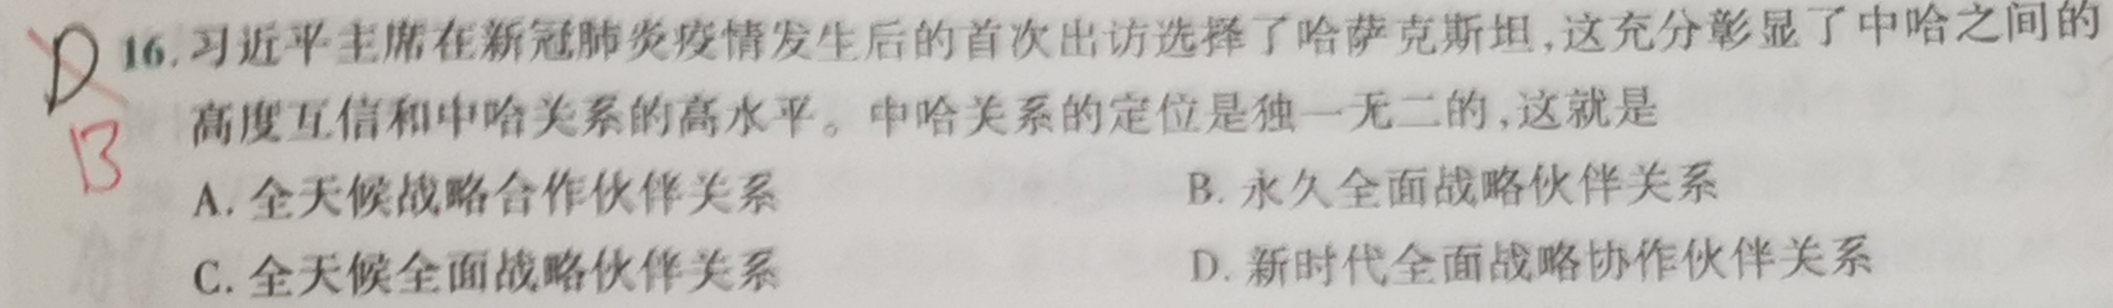 D 16.习近平主席在新冠肺炎疫情发生后的首次出访选择了哈萨克斯坦,这充分彰显了中哈之间的
B 高度互信和中哈关系的高水平。中哈关系的定位是独一无二的,这就是
A. 全天候战略合作伙伴关系 B. 永久全面战略伙伴关系
C. 全天候全面战略伙伴关系 D. 新时代全面战略协作伙伴关系